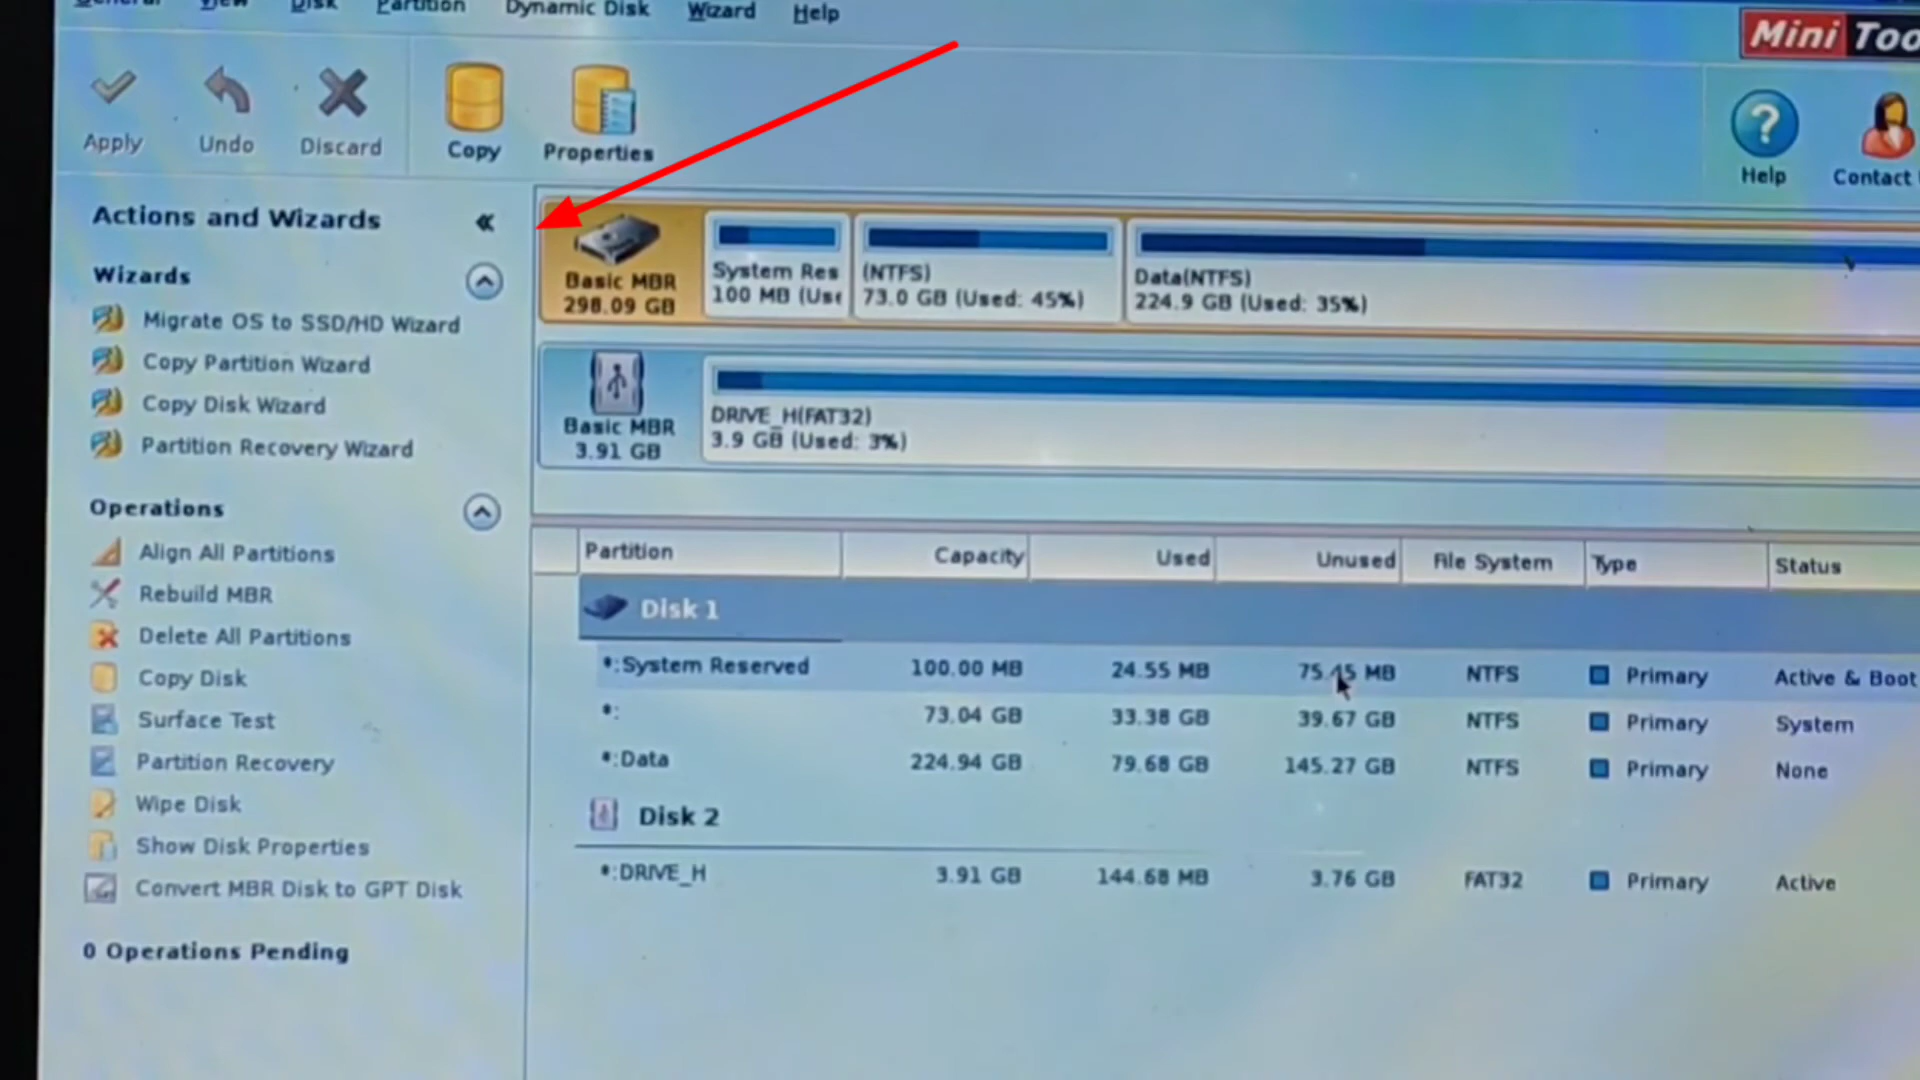 General View Disk Partition Dynamic Disk Wizard Help
Mini Too
Apply Undo Discard Copy Properties Help Contact
Actions and Wizards
Wizards
Migrate OS to SSD/HD Wizard
Copy Partition Wizard
Copy Disk Wizard
Partition Recovery Wizard
Operations
Align All Partitions
Rebuild MBR
Delete All Partitions
Copy Disk
Surface Test
Partition Recovery
Wipe Disk
Show Disk Properties
Convert MBR Disk to GPT Disk
0 Operations Pending
Basic MBR
298.09 GB
System Res
100 MB (Use
(NTFS)
73.0 GB (Used: 45%)
Data(NTFS)
224.9 GB (Used: 35%)
Basic MBR
3.91 GB
DRIVE_H(FAT32)
3.9 GB (Used: 3%)
Partition Capacity Used Unused File System Type Status
Disk 1
*:System Reserved 100.00 MB 24.55 MB 75.45 MB NTFS Primary Active & Boot
*: 73.04 GB 33.38 GB 39.67 GB NTFS Primary System
*:Data 224.94 GB 79.68 GB 145.27 GB NTFS Primary None
Disk 2
*:DRIVE_H 3.91 GB 144.68 MB 3.76 GB FAT32 Primary Active